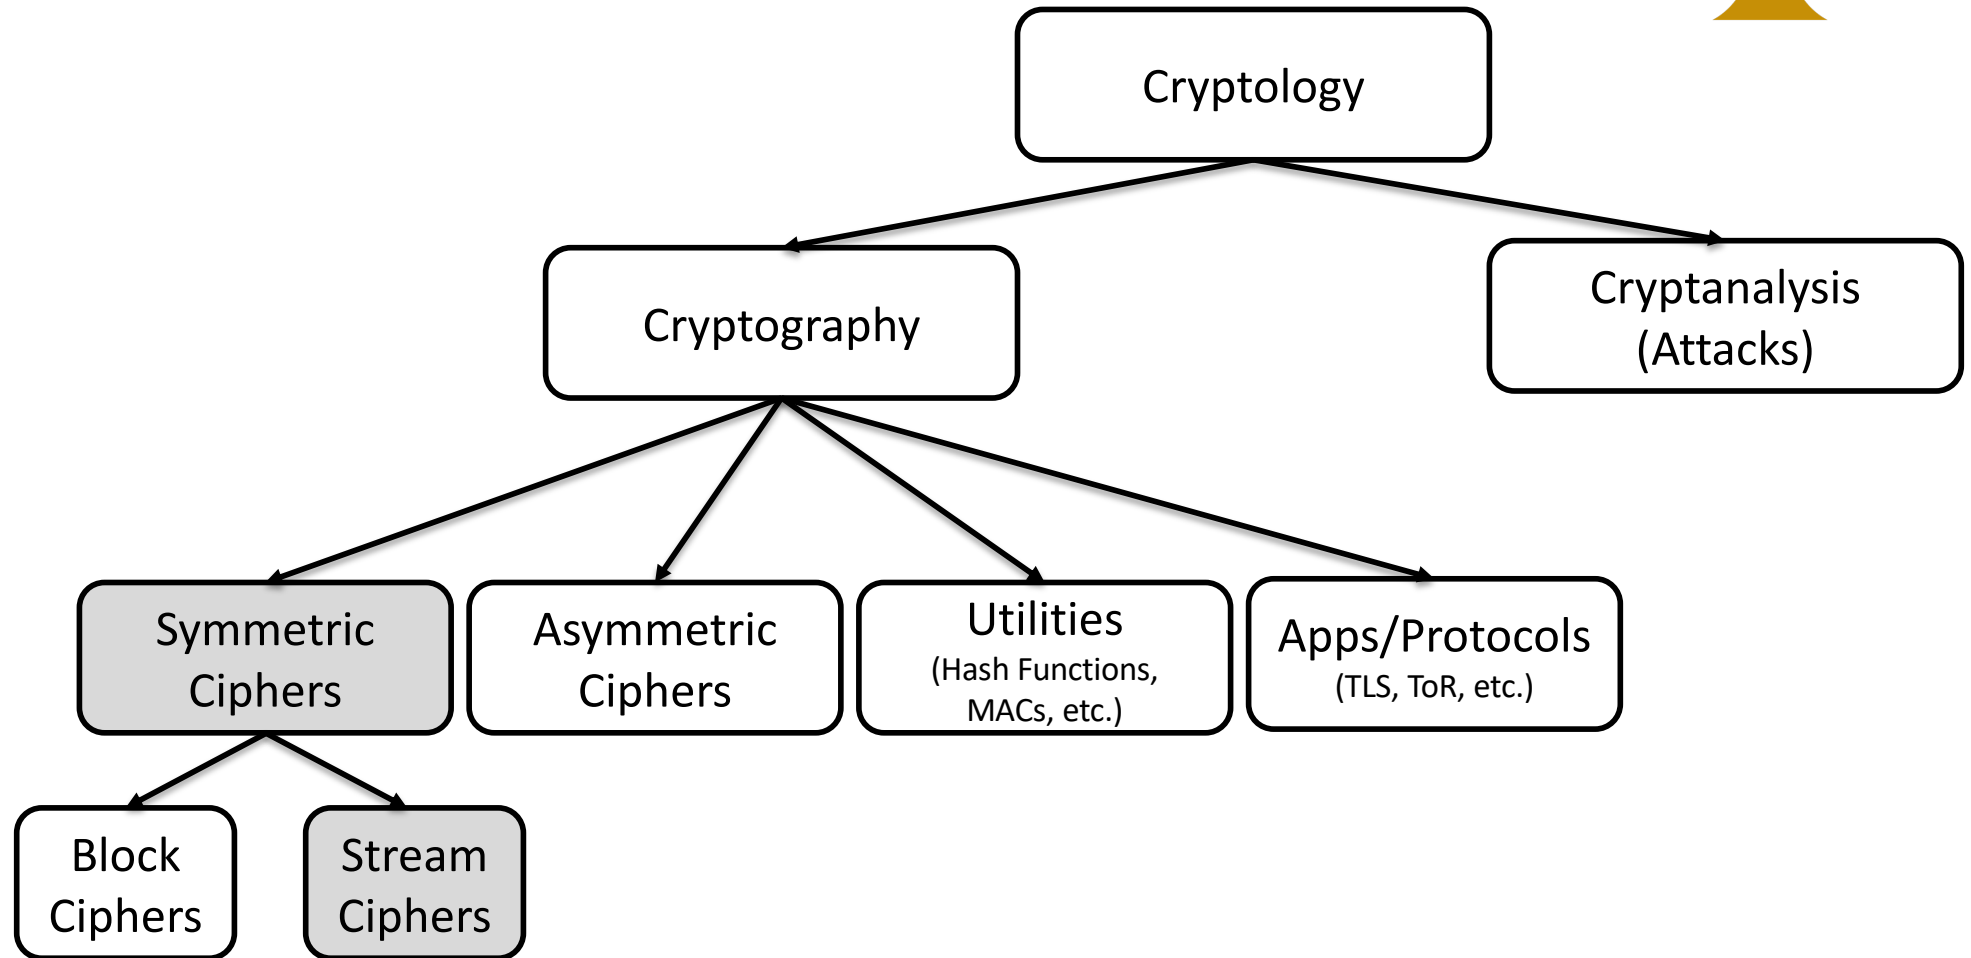 Cryptology
Cryptography
Cryptanalysis
(Attacks)
Symmetric
Ciphers
Asymmetric
Ciphers
Utilities
(Hash Functions,
MACs, etc.)
Apps/Protocols
(TLS, ToR, etc.)
Block
Ciphers
Stream
Ciphers